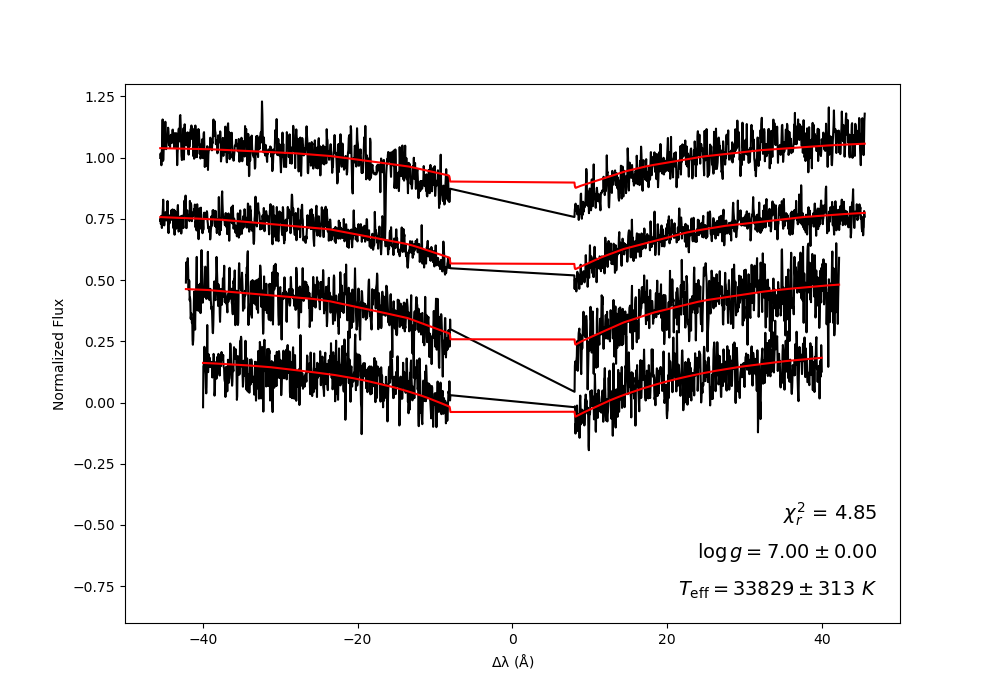 1.25
1.00
0.75
0.50
0.25
0.00
−0.25
−0.50
−0.75
Normalized Flux
χ²ᵣ = 4.85
log g = 7.00 ± 0.00
T_eff = 33829 ± 313 K
−40
−20
0
20
40
Δλ (Å)